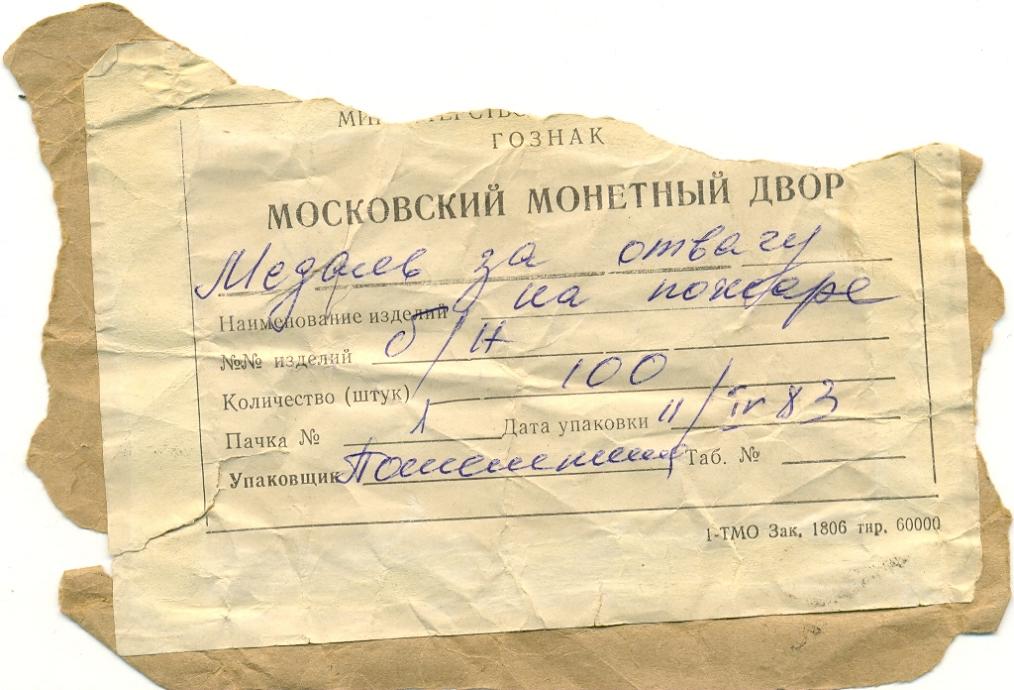 ГОЗНАК
МОСКОВСКИЙ МОНЕТНЫЙ ДВОР
Медалев за отвагу
Наименование изделий на пожаре
№№ изделий б/н
Количество (штук) 100
Пачка № 1 Дата упаковки 11/IV 83
Упаковщик Таб. №
1-ТМО Зак. 1806 тир. 60000